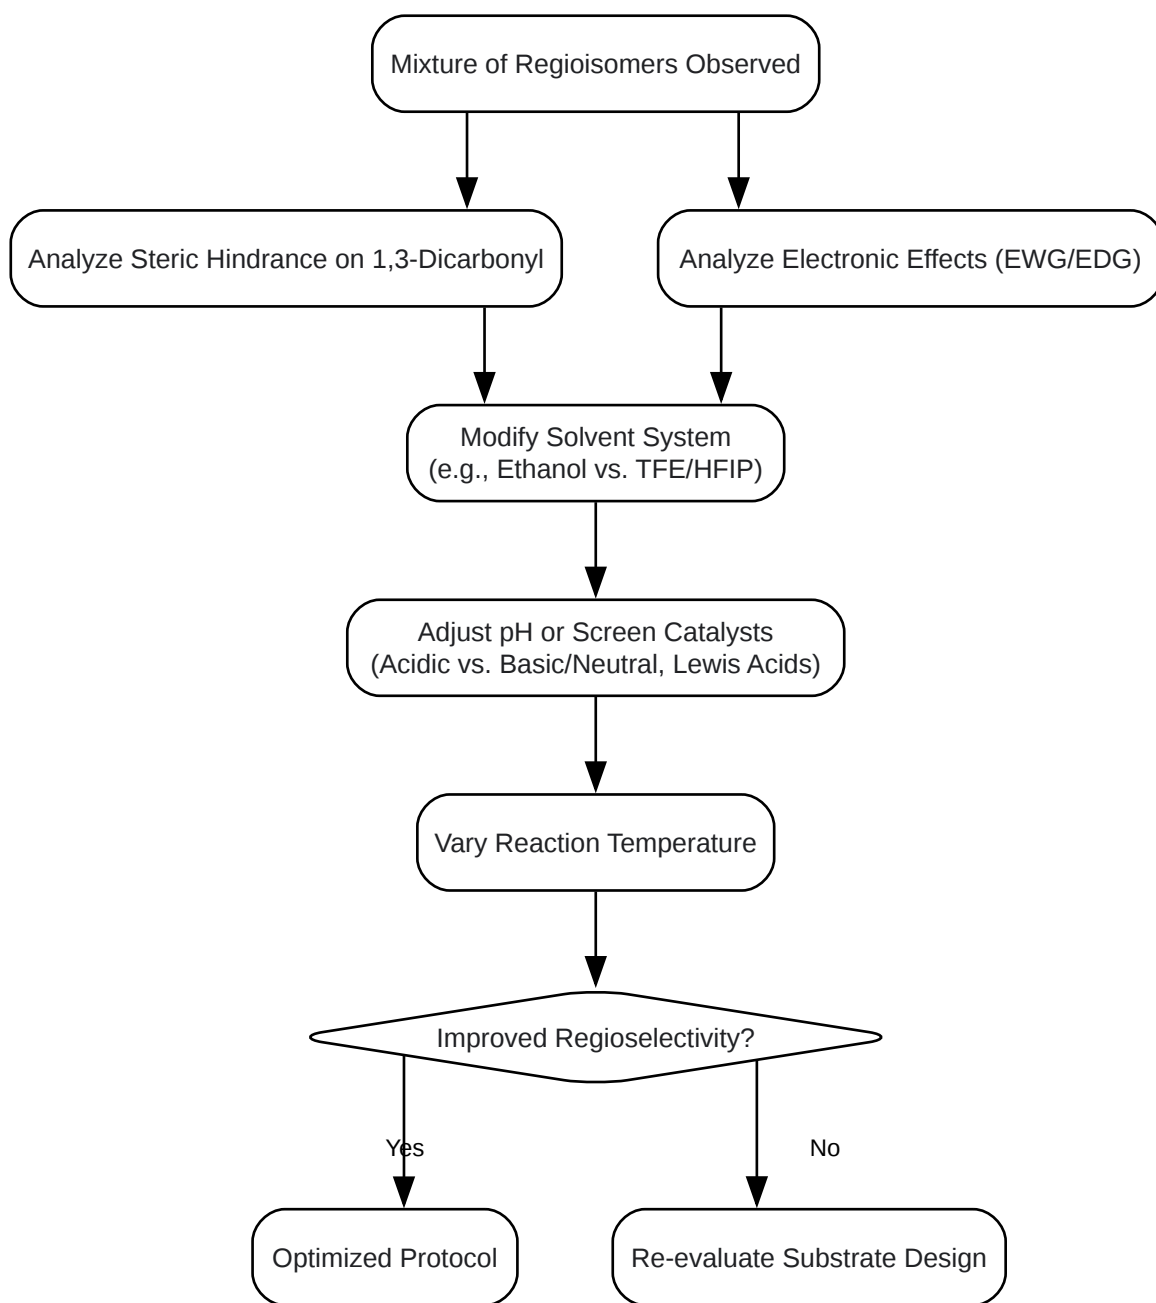 Mixture of Regioisomers Observed
Analyze Steric Hindrance on 1,3-Dicarbonyl
Analyze Electronic Effects (EWG/EDG)
Modify Solvent System
(e.g., Ethanol vs. TFE/HFIP)
Adjust pH or Screen Catalysts
(Acidic vs. Basic/Neutral, Lewis Acids)
Vary Reaction Temperature
Improved Regioselectivity?
Yes
No
Optimized Protocol
Re-evaluate Substrate Design